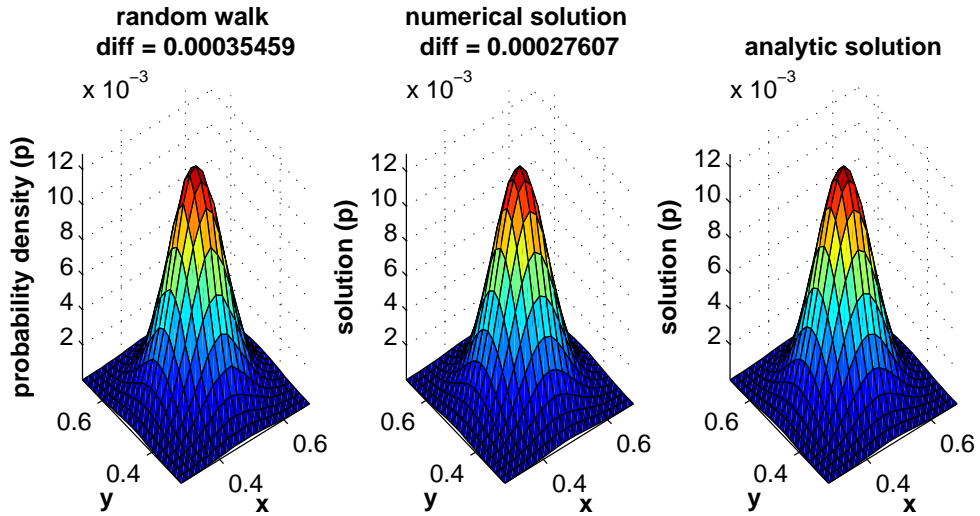 random walk
diff = 0.00035459
x 10⁻³
probability density (p)
12
10
8
6
4
2
0.6
0.4
y
0.4
0.6
x
numerical solution
diff = 0.00027607
x 10⁻³
solution (p)
12
10
8
6
4
2
0.6
0.4
y
0.4
0.6
x
analytic solution
x 10⁻³
solution (p)
12
10
8
6
4
2
0.6
0.4
y
0.4
0.6
x